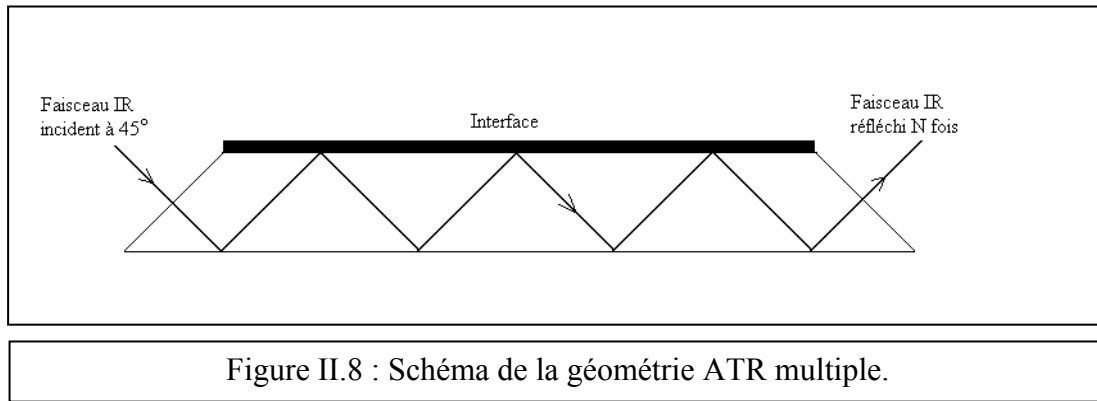 Faisceau IR
incident à 45°
Interface
Faisceau IR
réfléchi N fois
Figure II.8 : Schéma de la géométrie ATR multiple.